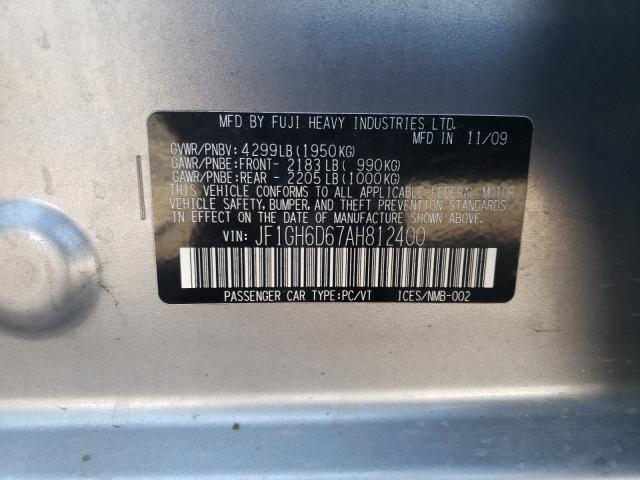 MFD BY FUJI HEAVY INDUSTRIES LTD.
MFD IN 11/09
GVWR/PNBV: 4299LB(1950KG)
GAWR/PNBE:FRONT- 2183LB( 990KG)
GAWR/PNBE:REAR - 2205LB(1000KG)
THIS VEHICLE CONFORMS TO ALL APPLICABLE FEDERAL MOTOR
VEHICLE SAFETY, BUMPER, AND THEFT PREVENTION STANDARDS
IN EFFECT ON THE DATE OF MANUFACTURE SHOWN ABOVE.
VIN: JF1GH6D67AH812400
PASSENGER CAR TYPE:PC/VT ICES/NMB-002